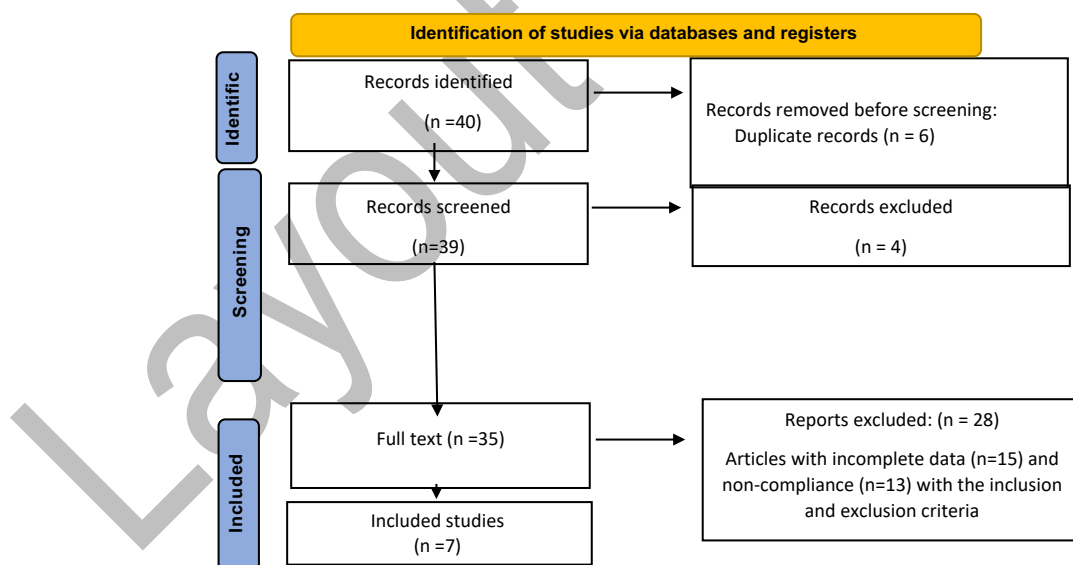 Identification of studies via databases and registers
Identific
Records identified
(n =40)
Records removed before screening:
Duplicate records (n = 6)
Screening
Records screened
(n=39)
Records excluded
(n = 4)
Included
Full text (n =35)
Reports excluded: (n = 28)
Articles with incomplete data (n=15) and
non-compliance (n=13) with the inclusion
and exclusion criteria
Included studies
(n =7)
Layout